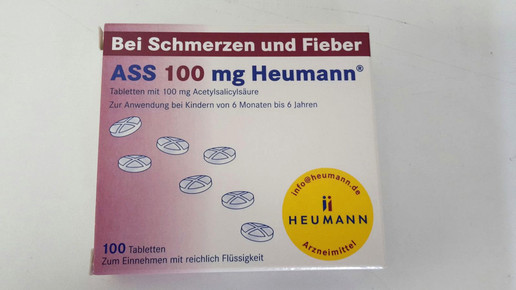 Bei Schmerzen und Fieber
ASS 100 mg Heumann®
Tabletten mit 100 mg Acetylsalicylsäure
Zur Anwendung bei Kindern von 6 Monaten bis 6 Jahren
info@heumann.de
HEUMANN
Arzneimittel
100 Tabletten
Zum Einnehmen mit reichlich Flüssigkeit